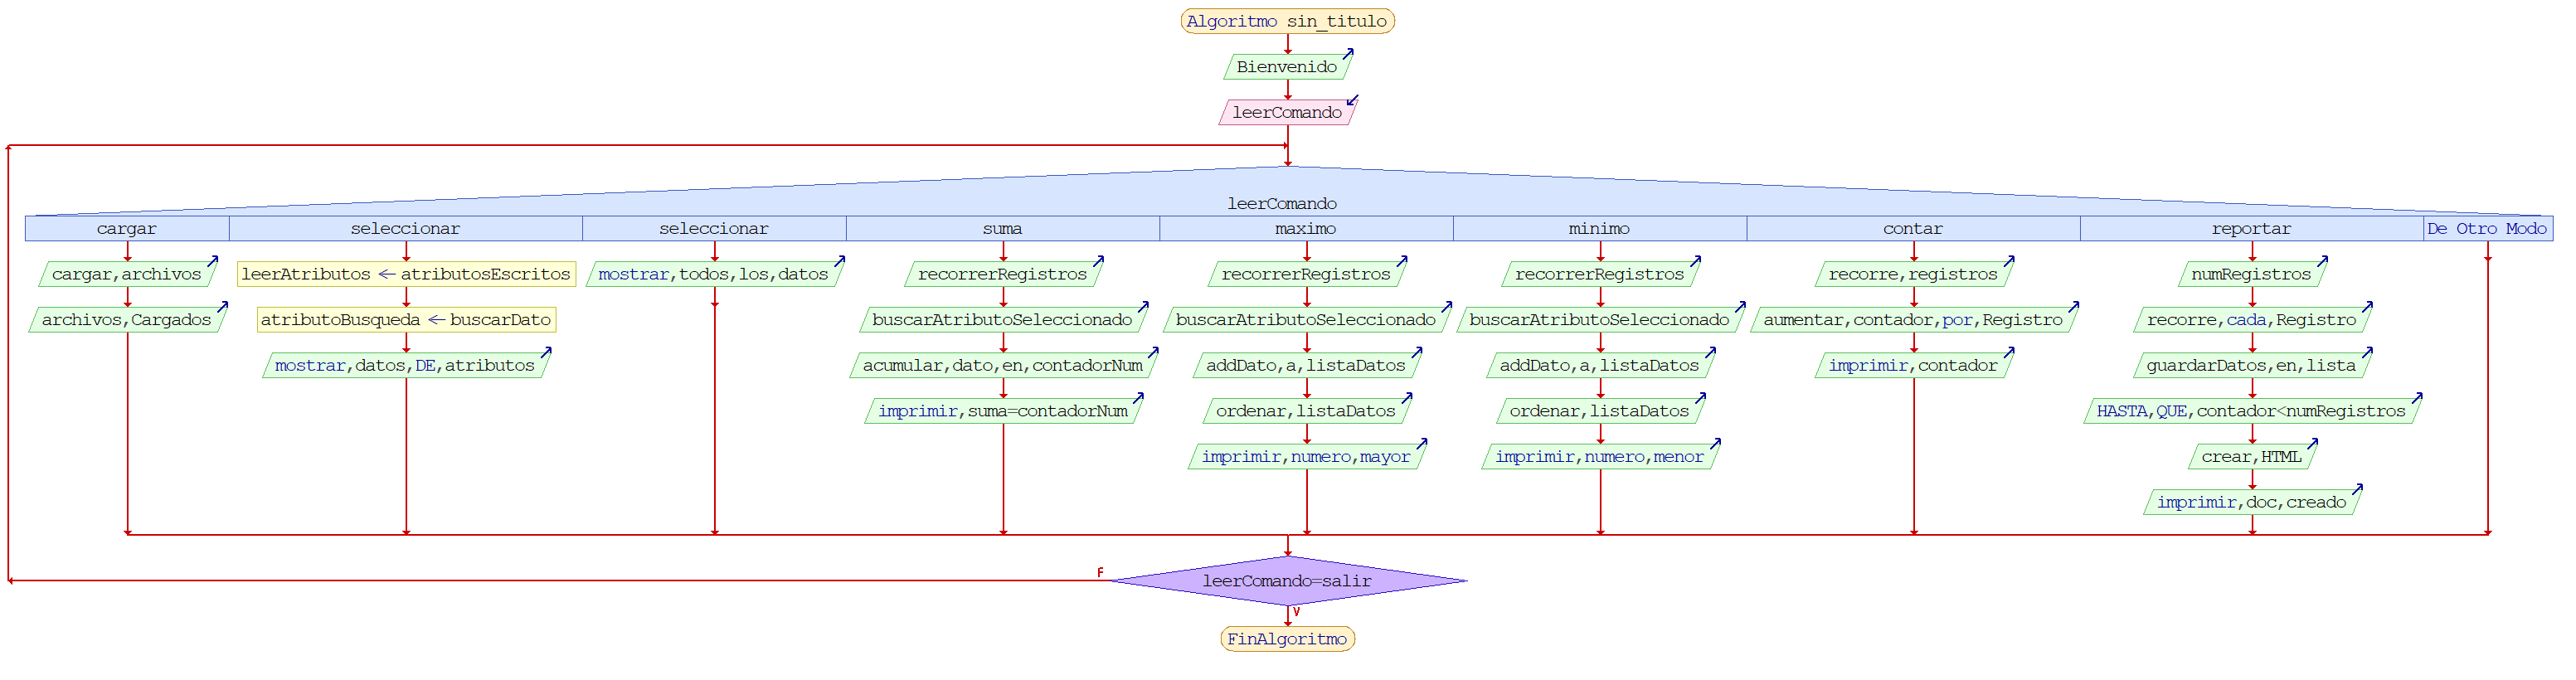 Algoritmo sin_titulo
Bienvenido
leerComando
leerComando
cargar
seleccionar
seleccionar
suma
maximo
minimo
contar
reportar
De Otro Modo
cargar,archivos
archivos,Cargados
leerAtributos ← atributosEscritos
atributoBusqueda ← buscarDato
mostrar,datos,DE,atributos
mostrar,todos,los,datos
recorrerRegistros
buscarAtributoSeleccionado
acumular,dato,en,contadorNum
imprimir,suma=contadorNum
recorrerRegistros
buscarAtributoSeleccionado
addDato,a,listaDatos
ordenar,listaDatos
imprimir,numero,mayor
recorrerRegistros
buscarAtributoSeleccionado
addDato,a,listaDatos
ordenar,listaDatos
imprimir,numero,menor
recorre,registros
aumentar,contador,por,Registro
imprimir,contador
numRegistros
recorre,cada,Registro
guardarDatos,en,lista
HASTA,QUE,contador<numRegistros
crear,HTML
imprimir,doc,creado
F
leerComando=salir
V
FinAlgoritmo